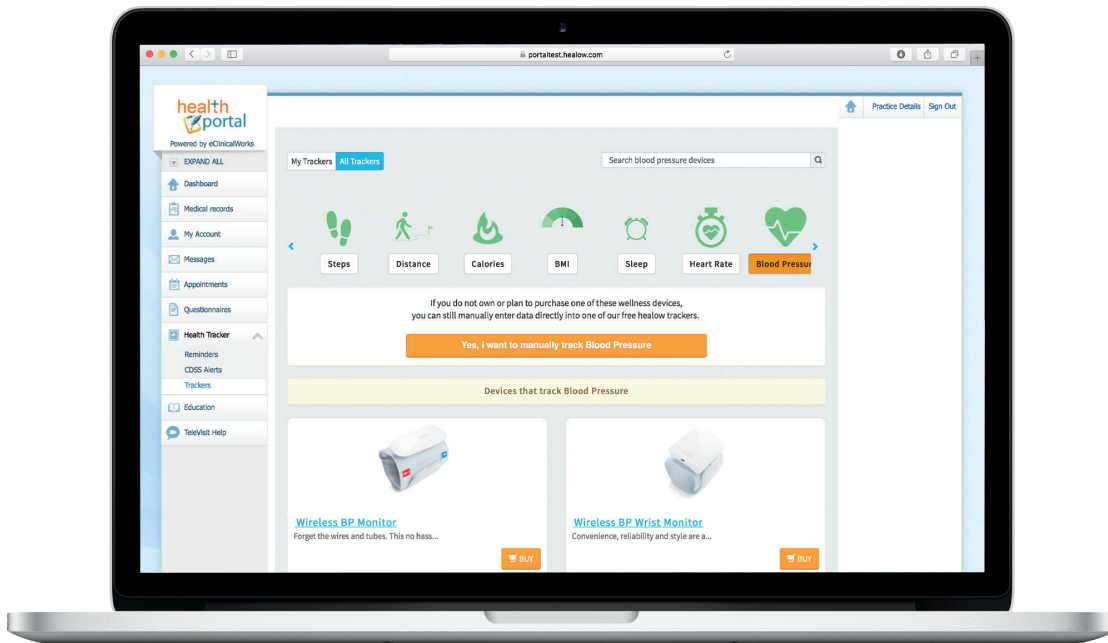 portaltest.healow.com
health
portal
Powered by eClinicalWorks
Practice Details Sign Out
EXPAND ALL
Dashboard
Medical records
My Account
Messages
Appointments
Questionnaires
Health Tracker
Reminders
CDSS Alerts
Trackers
Education
TeleVisit Help
My Trackers All Trackers
Search blood pressure devices
Steps Distance Calories BMI Sleep Heart Rate Blood Pressur
If you do not own or plan to purchase one of these wellness devices,
you can still manually enter data directly into one of our free healow trackers.
Yes, I want to manually track Blood Pressure
Devices that track Blood Pressure
Wireless BP Monitor
Forget the wires and tubes. This no hass...
BUY
Wireless BP Wrist Monitor
Convenience, reliability and style are a...
BUY